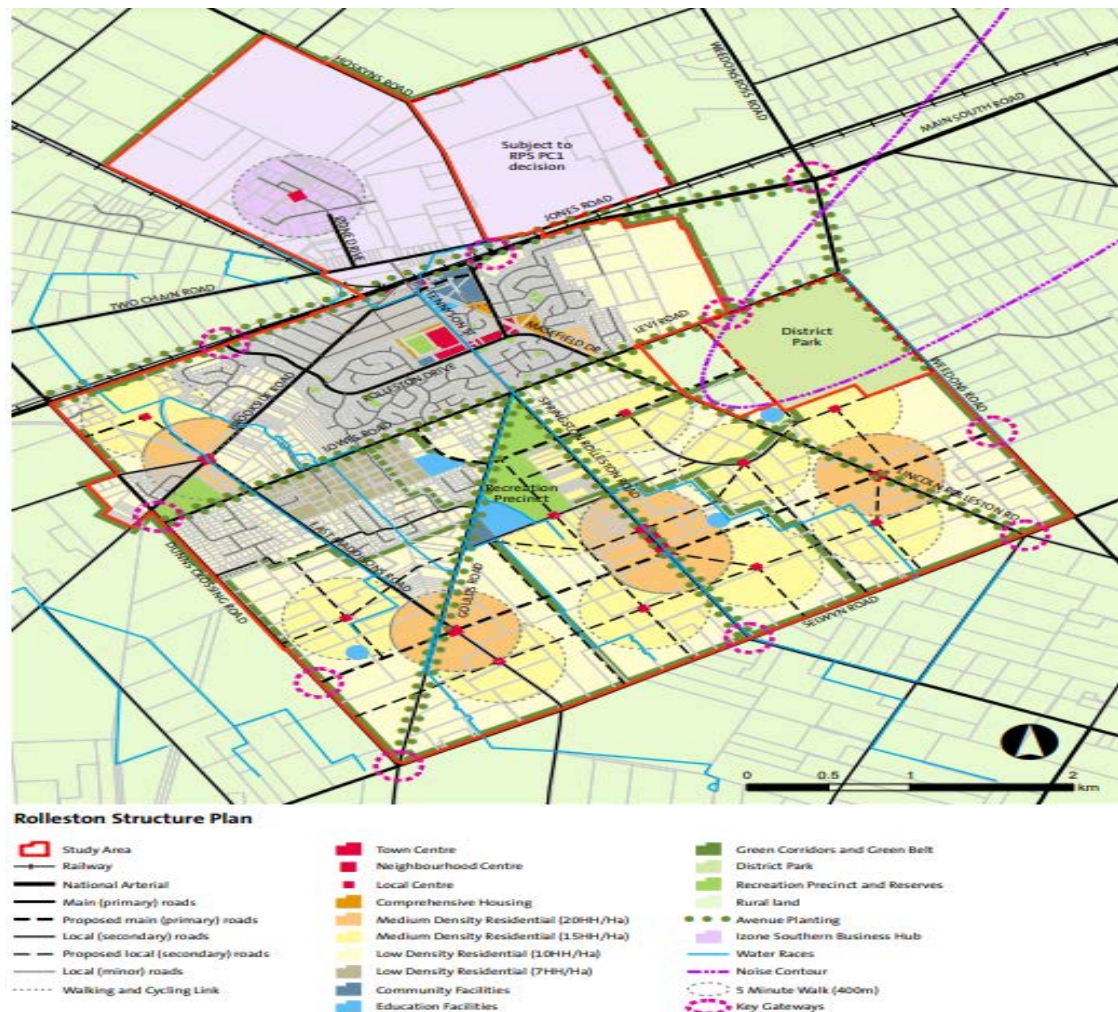 HOSKYNS ROAD
WEEDONS ROSS ROAD
MAIN SOUTH ROAD
Subject to
RPS PC1
decision
JONES ROAD
IZONE DRIVE
TWO CHAIN ROAD
TENNYSON ST
MASEFIELD DR
LEVI ROAD
District
Park
ROLLESTON DRIVE
BROOKSIDE ROAD
LOWES ROAD
SPRINGSTON ROLLESTON ROAD
WEEDONS ROAD
Recreation
Precinct
LINCOLN ROLLESTON RD
EAST MADDISONS ROAD
GOULDS ROAD
DUNNS CROSSING ROAD
SELWYN ROAD
0 0.5 1 2
km
Rolleston Structure Plan
Study Area
Railway
National Arterial
Main (primary) roads
Proposed main (primary) roads
Local (secondary) roads
Proposed local (secondary) roads
Local (minor) roads
Walking and Cycling Link
Town Centre
Neighbourhood Centre
Local Centre
Comprehensive Housing
Medium Density Residential (20HH/Ha)
Medium Density Residential (15HH/Ha)
Low Density Residential (10HH/Ha)
Low Density Residential (7HH/Ha)
Community Facilities
Education Facilities
Green Corridors and Green Belt
District Park
Recreation Precinct and Reserves
Rural land
Avenue Planting
Izone Southern Business Hub
Water Races
Noise Contour
5 Minute Walk (400m)
Key Gateways